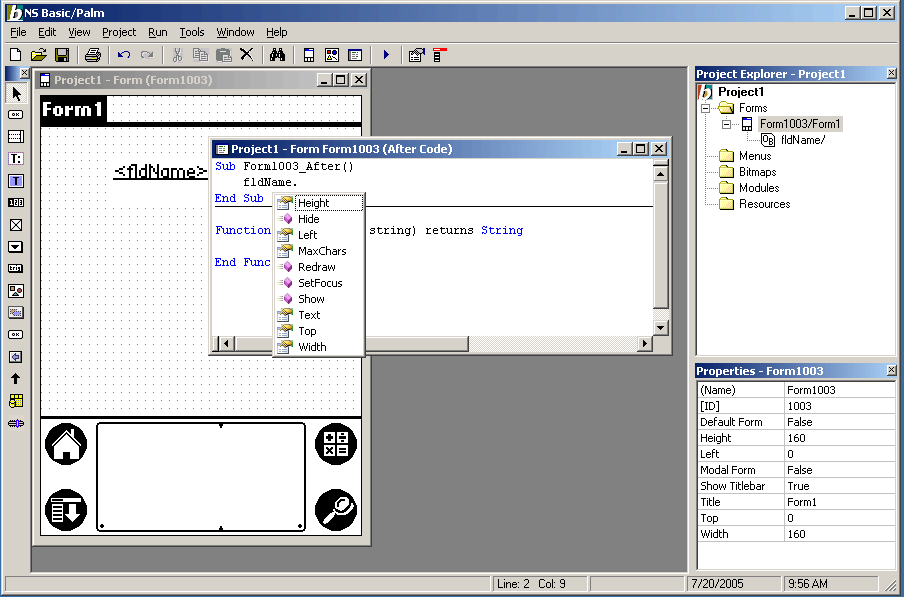 NS Basic/Palm
File Edit View Project Run Tools Window Help
Project1 - Form (Form1003)
Form1
<fldName>
Project1 - Form Form1003 (After Code)
Sub Form1003_After()
fldName.
End Sub
Function string) returns String
End Func
Height
Hide
Left
MaxChars
Redraw
SetFocus
Show
Text
Top
Width
Project Explorer - Project1
Project1
Forms
Form1003/Form1
fldName/
Menus
Bitmaps
Modules
Resources
Properties - Form1003
(Name) Form1003
[ID] 1003
Default Form False
Height 160
Left 0
Modal Form False
Show Titlebar True
Title Form1
Top 0
Width 160
Line: 2 Col: 9 7/20/2005 9:56 AM